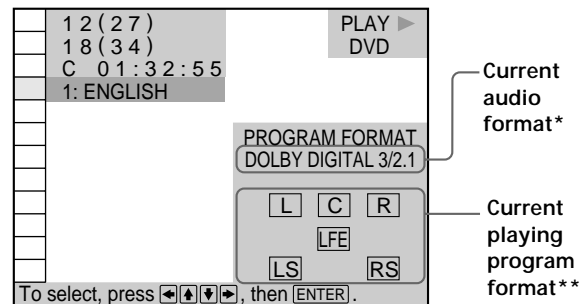 12(27)
18(34)
C 01:32:55
1: ENGLISH
PLAY
DVD
PROGRAM FORMAT
DOLBY DIGITAL 3/2.1
L C R
LFE
LS RS
To select, press , then ENTER .
Current
audio
format*
Current
playing
program
format**